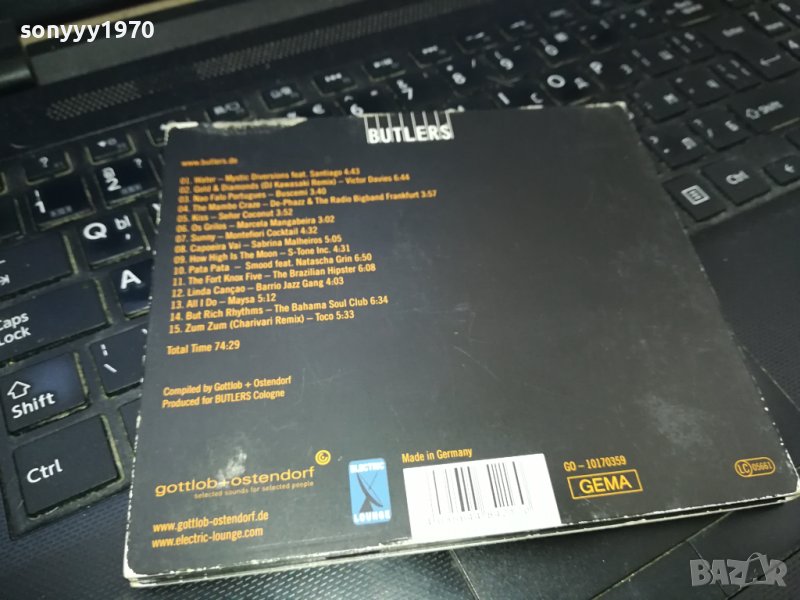 sonyyy1970
BUTLERS
www.butlers.de
01. Water – Mystic Diversions feat. Santiago 4:43
02. Gold & Diamonds (DJ Kawasaki Remix) – Victor Davies 6:44
03. Nao Falo Portugues – Boscomi 3:40
04. The Mambo Craze – De-Phazz & The Radio Bigband Frankfurt 3:57
05. Kiss – Señor Coconut 3:52
06. Os Grilos – Marcela Mangabeira 3:02
07. Sunny – Montefiori Cocktail 4:32
08. Capoeira Vai – Sabrina Malheiros 5:05
09. How High Is The Moon – S-Tone Inc. 4:31
10. Pata Pata – Smood feat. Natascha Grin 6:50
11. The Fort Knox Five – The Brazilian Hipster 6:08
12. Linda Cançao – Barrio Jazz Gang 4:03
13. All I Do – Maysa 5:12
14. But Rich Rhythms – The Bahama Soul Club 6:34
15. Zum Zum (Charivari Remix) – Toco 5:33
Total Time 74:29
Compiled by Gottlob + Ostendorf
Produced for BUTLERS Cologne
gottlob+ostendorf
selected sounds for selected people
www.gottlob-ostendorf.de
www.electric-lounge.com
ELECTRIC
LOUNGE
Made in Germany
GO – 10170359
GEMA
LC 05661
Caps
Lock
Shift
Ctrl
Shift
BAZAR